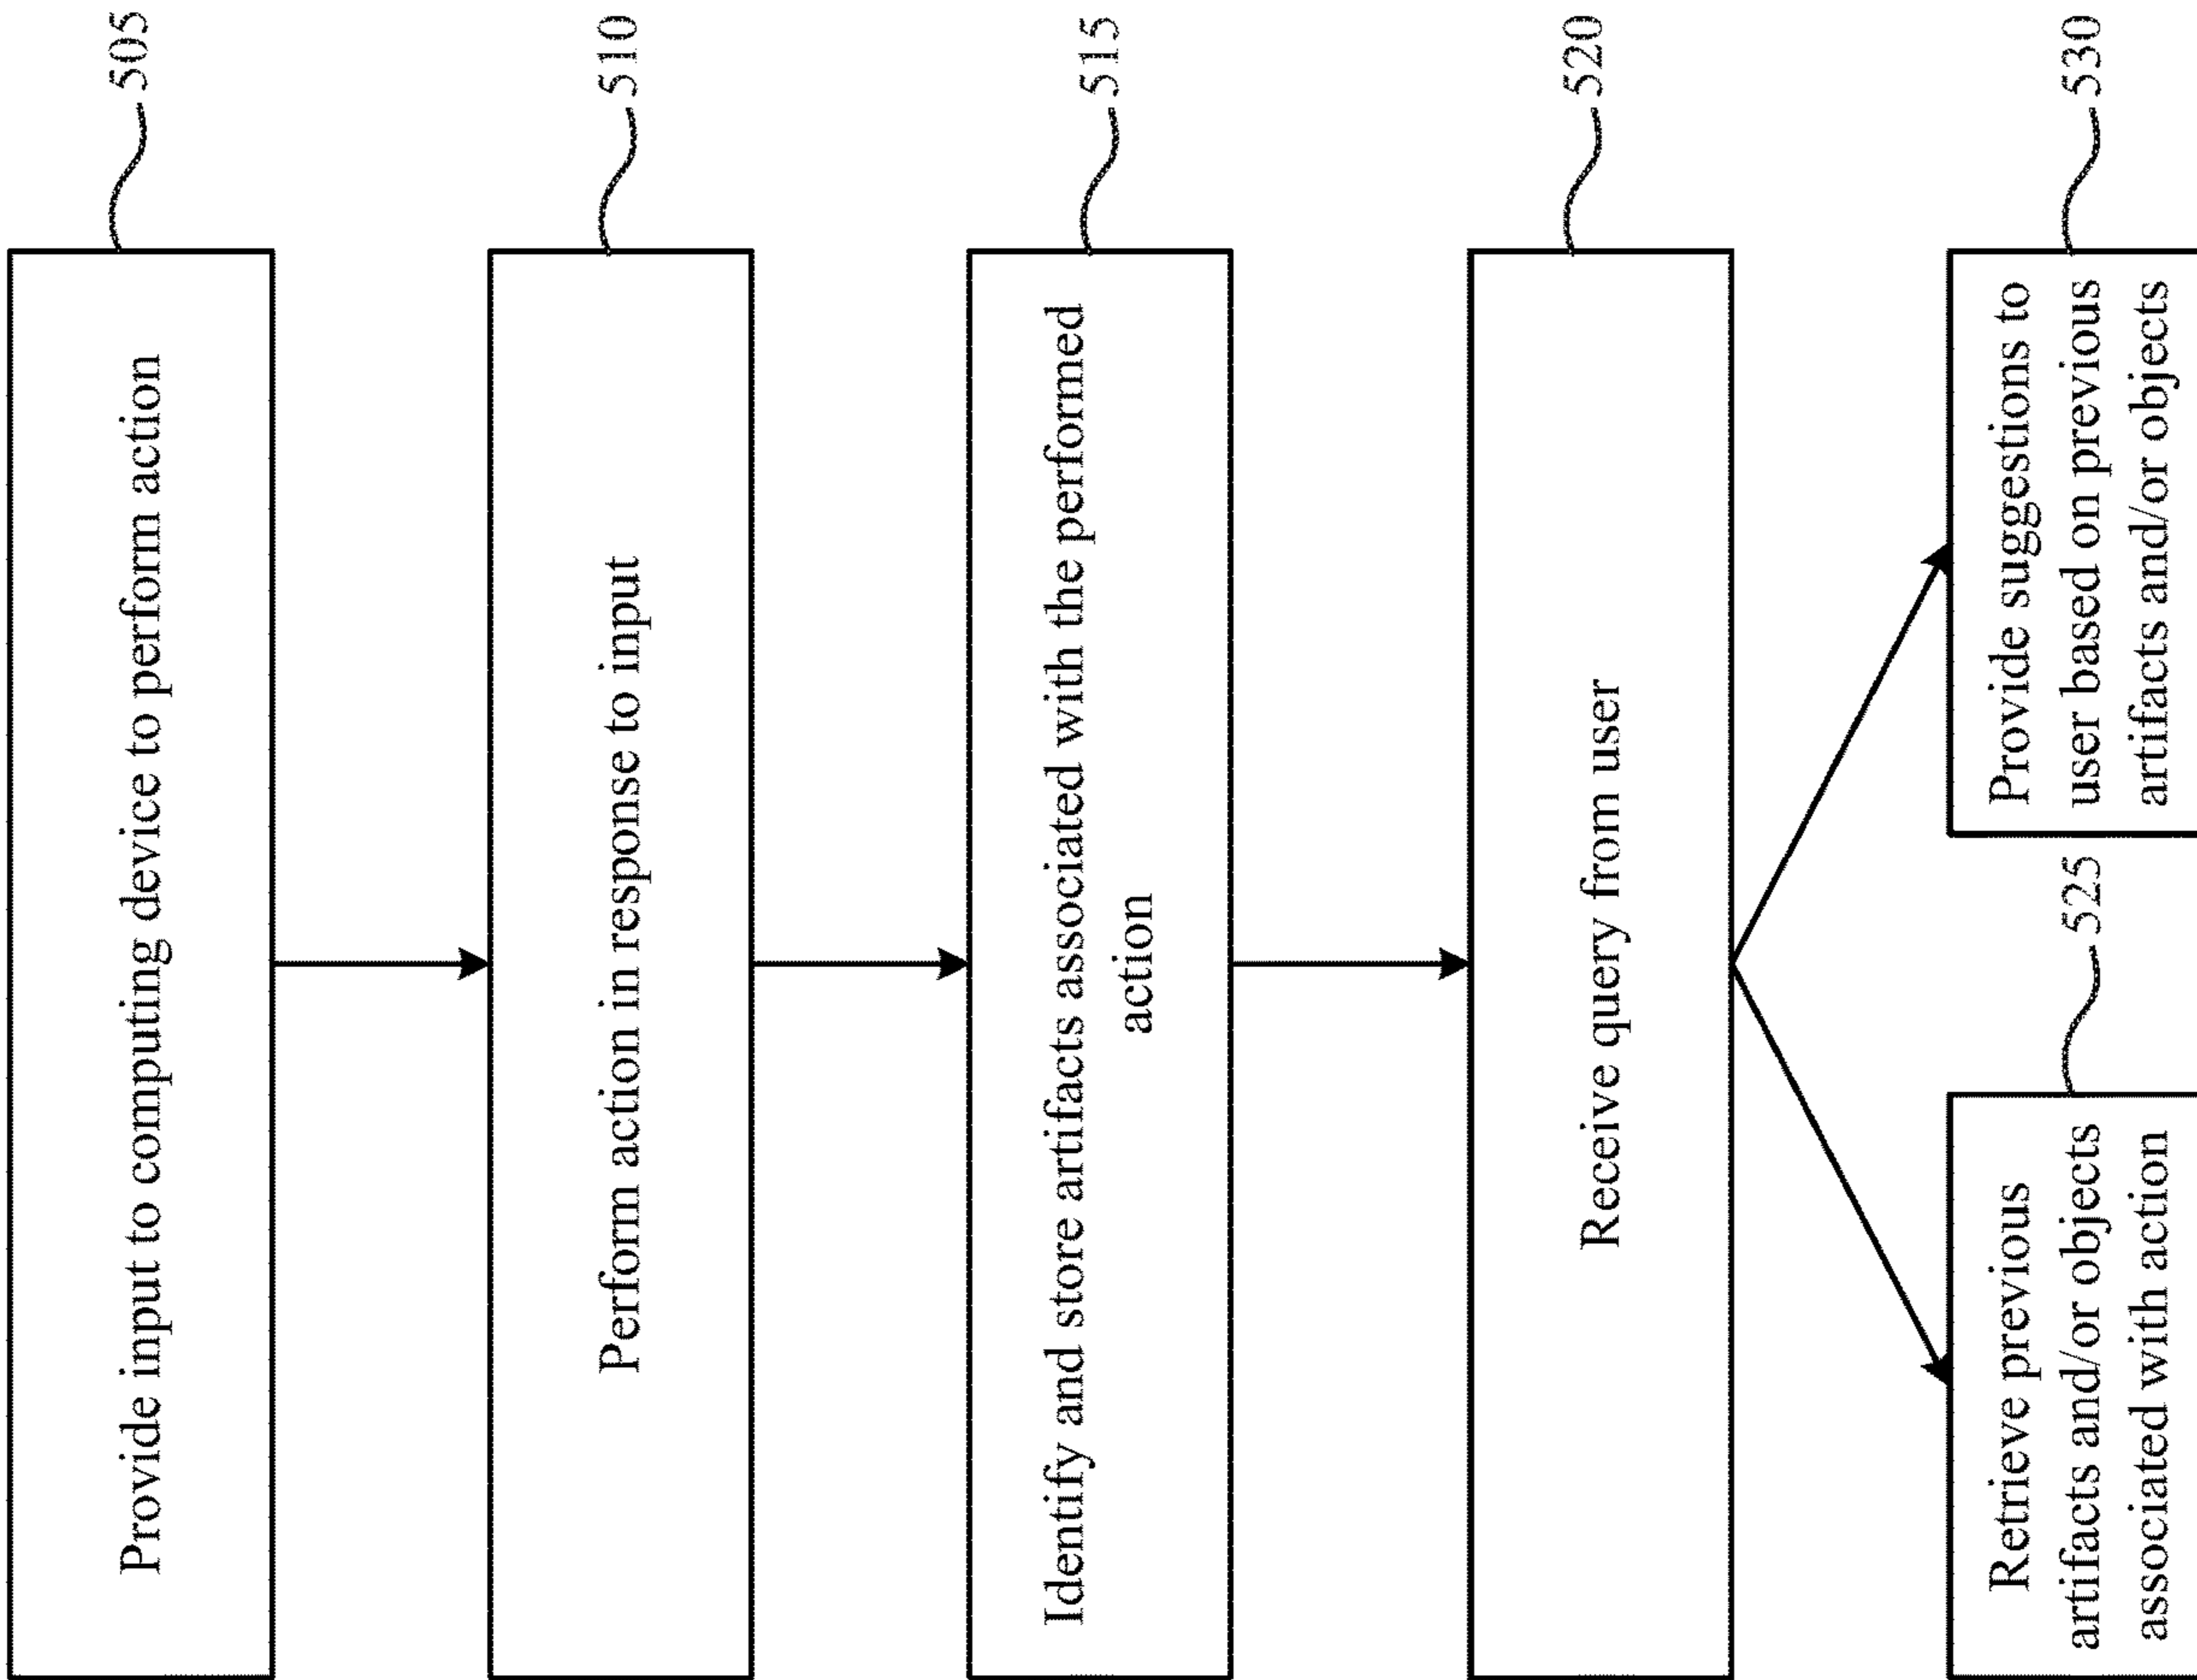 Provide input to computing device to perform action
505
Perform action in response to input
510
Identify and store artifacts associated with the performed
action
515
Receive query from user
520
Retrieve previous
artifacts and/or objects
associated with action
525
Provide suggestions to
user based on previous
artifacts and/or objects
530